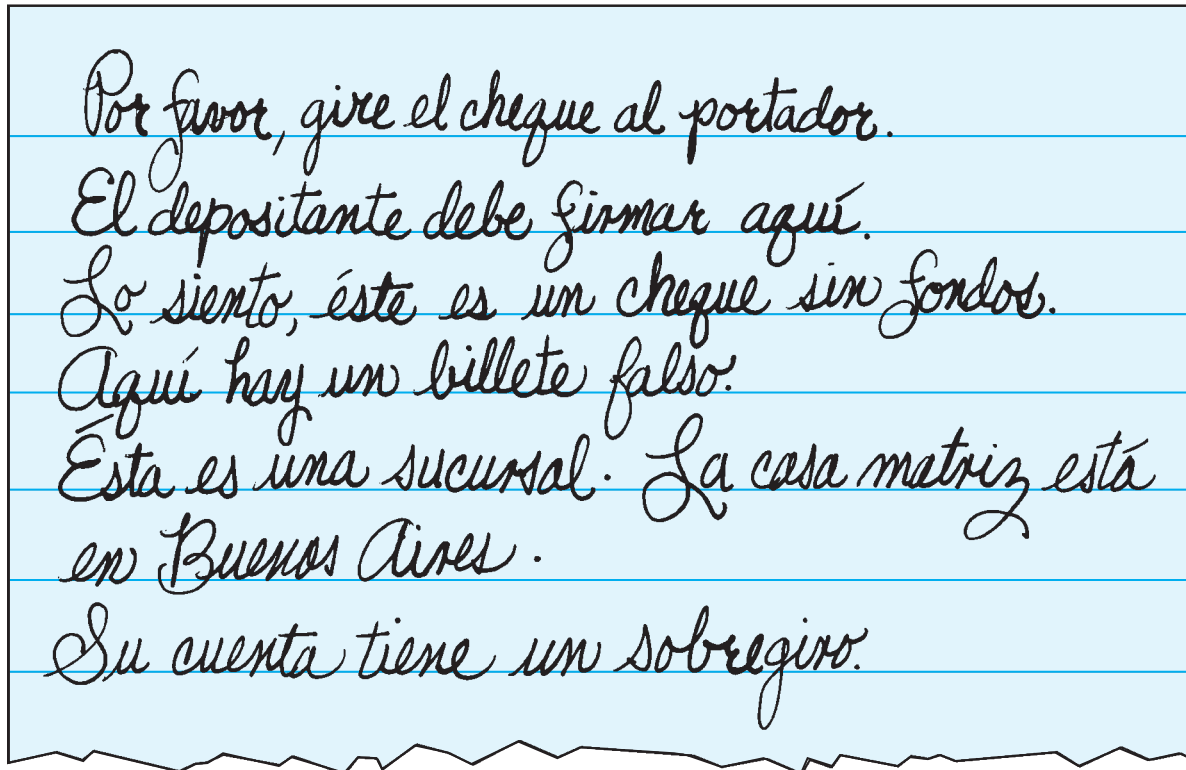 Por favor, gire el cheque al portador.
El depositante debe firmar aquí.
Lo siento, éste es un cheque sin fondos.
Aquí hay un billete falso.
Ésta es una sucursal. La casa matriz está
en Buenos Aires.
Su cuenta tiene un sobregiro.